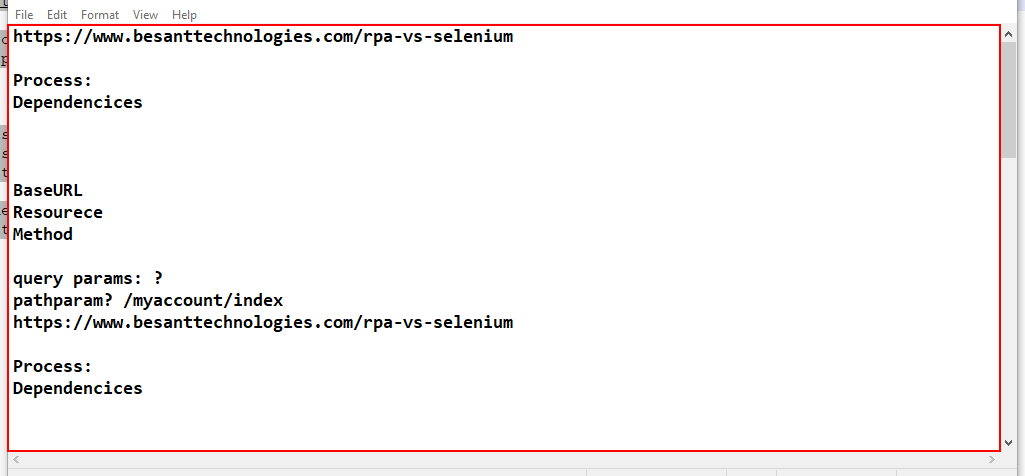 File Edit Format View Help
https://www.besanttechnologies.com/rpa-vs-selenium
Process:
Dependencices
BaseURL
Resourece
Method
query params: ?
pathparam? /myaccount/index
https://www.besanttechnologies.com/rpa-vs-selenium
Process:
Dependencices